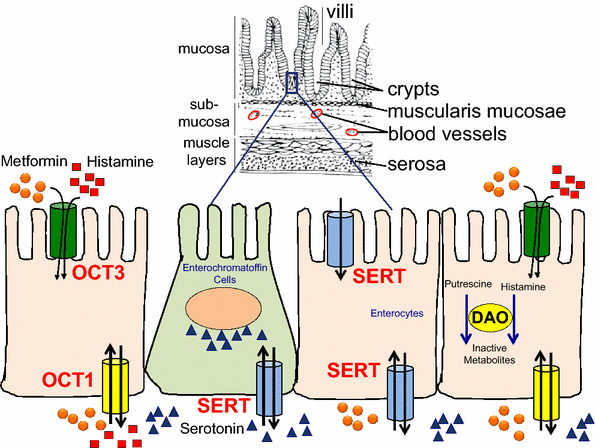 villi
mucosa
crypts
sub-
mucosa
muscularis mucosae
blood vessels
muscle
layers
serosa
Metformin
Histamine
OCT3
Enterochromatoffin
Cells
SERT
Enterocytes
Putrescine
Histamine
DAO
Inactive
Metabolites
OCT1
SERT
SERT
Serotonin